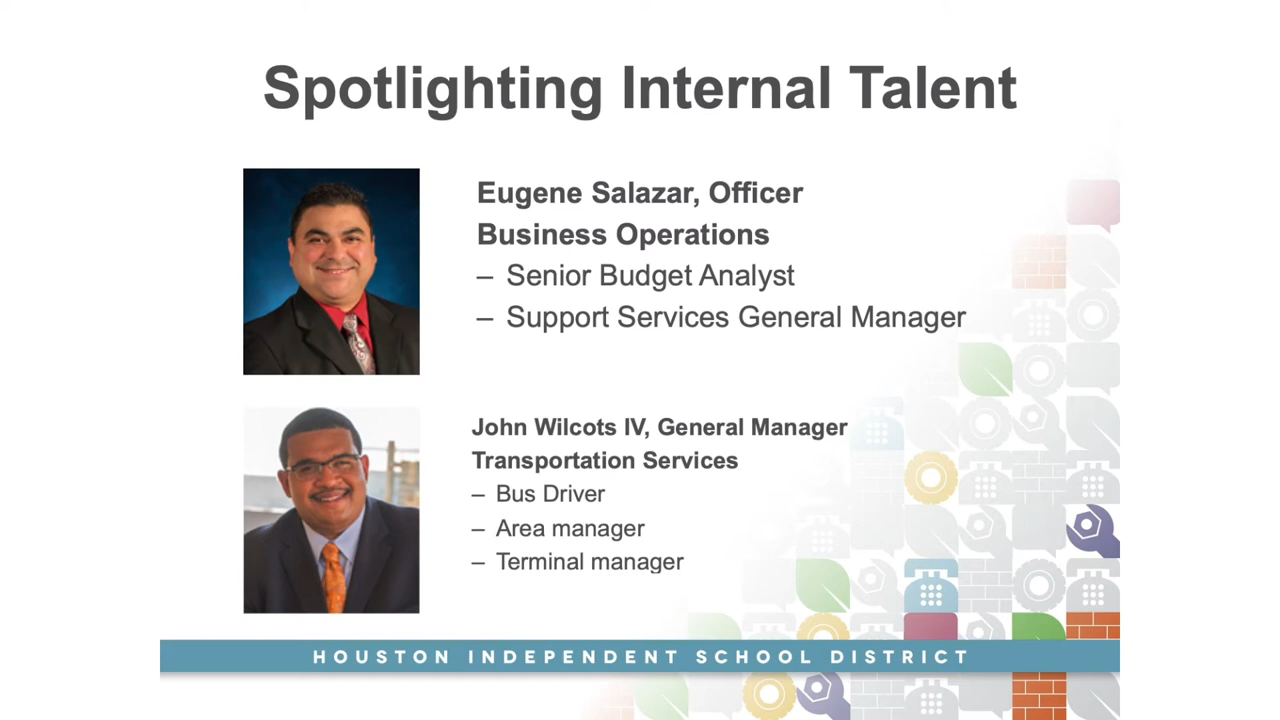 Spotlighting Internal Talent
Eugene Salazar, Officer
Business Operations
– Senior Budget Analyst
– Support Services General Manager
John Wilcots IV, General Manager
Transportation Services
– Bus Driver
– Area manager
– Terminal manager
HOUSTON INDEPENDENT SCHOOL DISTRICT